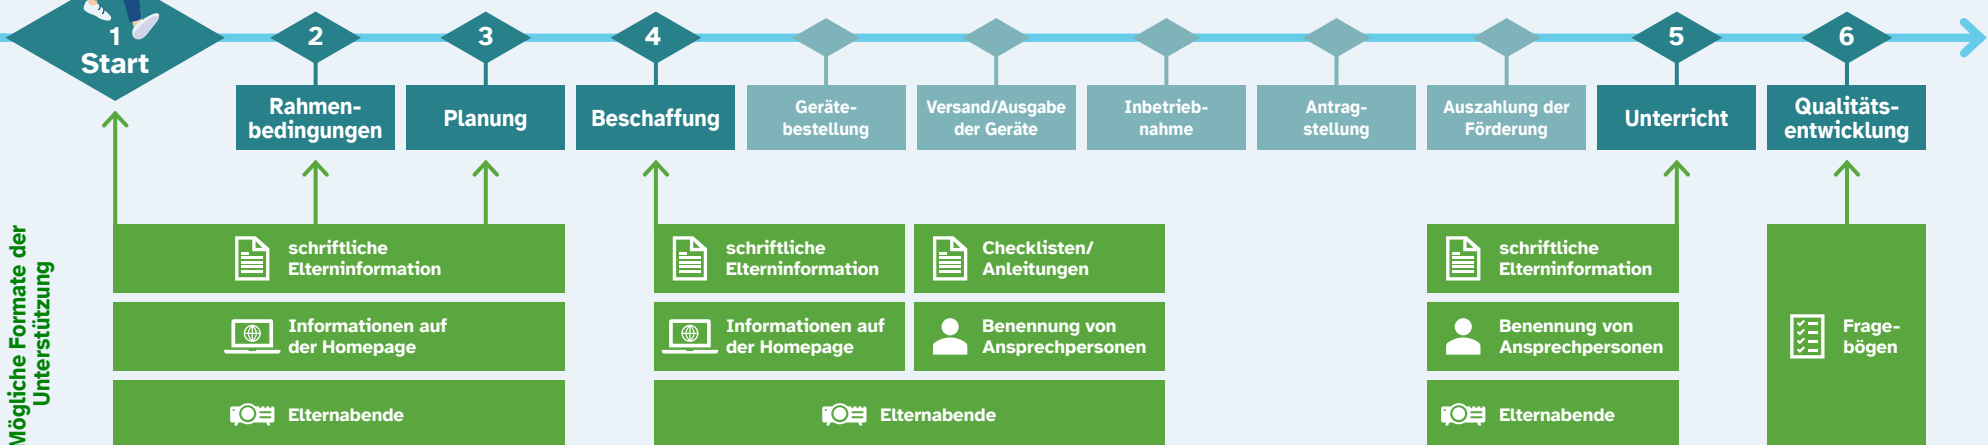 1
Start
2
3
4
5
6
Rahmen-
bedingungen
Planung
Beschaffung
Geräte-
bestellung
Versand/Ausgabe
der Geräte
Inbetrieb-
nahme
Antrag-
stellung
Auszahlung der
Förderung
Unterricht
Qualitäts-
entwicklung
Mögliche Formate der
Unterstützung
schriftliche
Elterninformation
Informationen auf
der Homepage
Elternabende
schriftliche
Elterninformation
Checklisten/
Anleitungen
Informationen auf
der Homepage
Benennung von
Ansprechpersonen
Elternabende
schriftliche
Elterninformation
Benennung von
Ansprechpersonen
Elternabende
Frage-
bögen